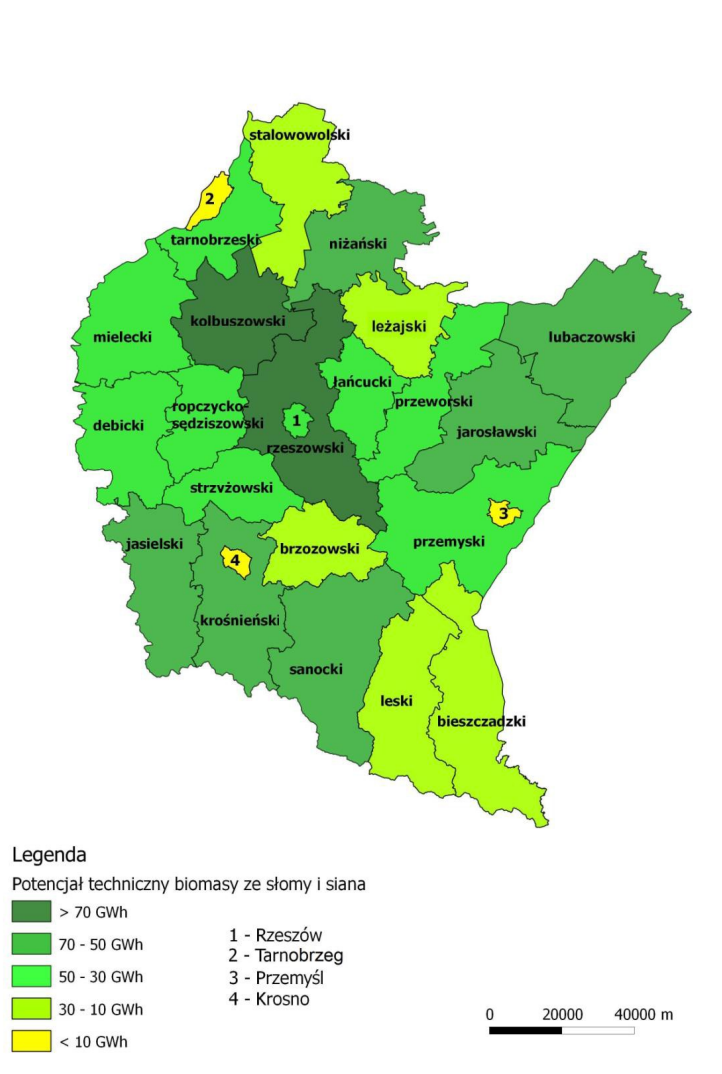 stalowowolski
2
tarnobrzeski
niżański
kolbuszowski
leżajski
mielecki
lubaczowski
łańcucki
ropczycko-
sędziszowski
przeworski
debicki
1
jarosławski
rzeszowski
strzvżowski
3
jasielski
brzozowski
przemyski
4
krośnieński
sanocki
leski
bieszczadzki
Legenda
Potencjał techniczny biomasy ze słomy i siana
> 70 GWh
70 - 50 GWh
50 - 30 GWh
30 - 10 GWh
< 10 GWh
1 - Rzeszów
2 - Tarnobrzeg
3 - Przemyśl
4 - Krosno
0 20000 40000 m